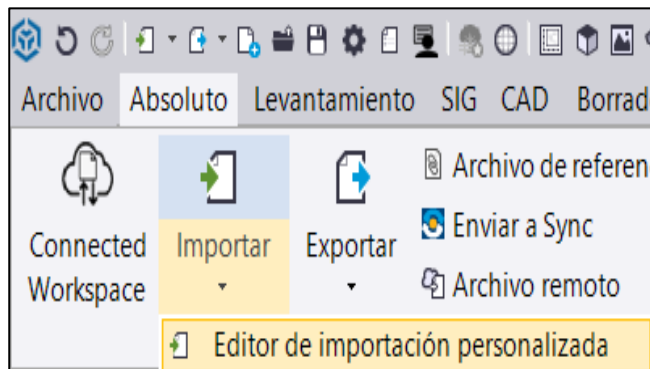 Archivo Absoluto Levantamiento SIG CAD Borrad
Archivo de referen
Enviar a Sync
Archivo remoto
Connected
Workspace
Importar
Exportar
Editor de importación personalizada